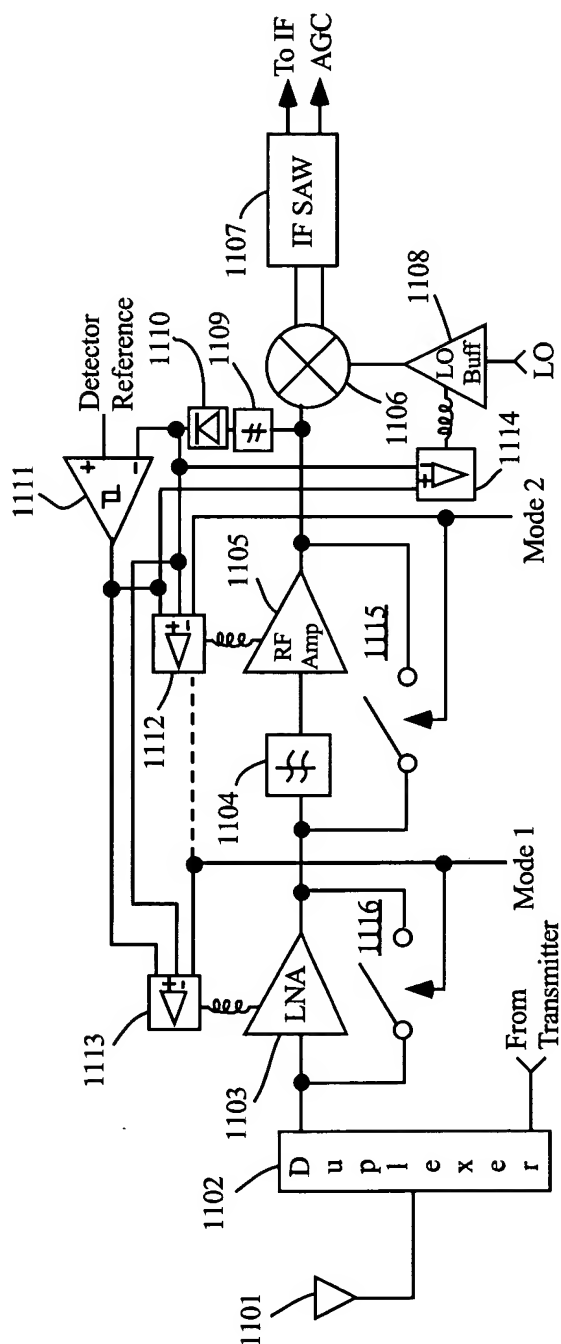 1101
1102
Duplexer
From
Transmitter
1103
LNA
1113
1116
Mode 1
1104
1112
1105
RF
Amp
1115
Mode 2
1111
+
-
Detector
Reference
1110
1109
1106
1114
LO
Buff
1108
LO
1107
IF SAW
To IF
AGC
+
-
+
-
+
-